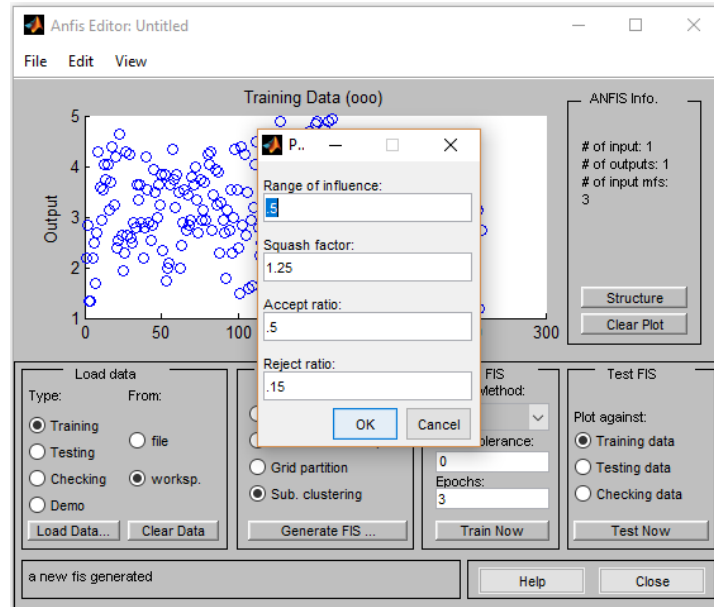 Anfis Editor: Untitled
File Edit View
Training Data (ooo)
Output
5
4
3
2
1
0 50 100 300
P..
Range of influence:
.5
Squash factor:
1.25
Accept ratio:
.5
Reject ratio:
.15
OK Cancel
ANFIS Info.
# of input: 1
# of outputs: 1
# of input mfs:
3
Structure
Clear Plot
Load data
Type: From:
Training
Testing
Checking
Demo
file
worksp.
Load Data... Clear Data
Grid partition
Sub. clustering
Generate FIS ...
FIS
Method:
olerance:
0
Epochs:
3
Train Now
Test FIS
Plot against:
Training data
Testing data
Checking data
Test Now
a new fis generated
Help Close